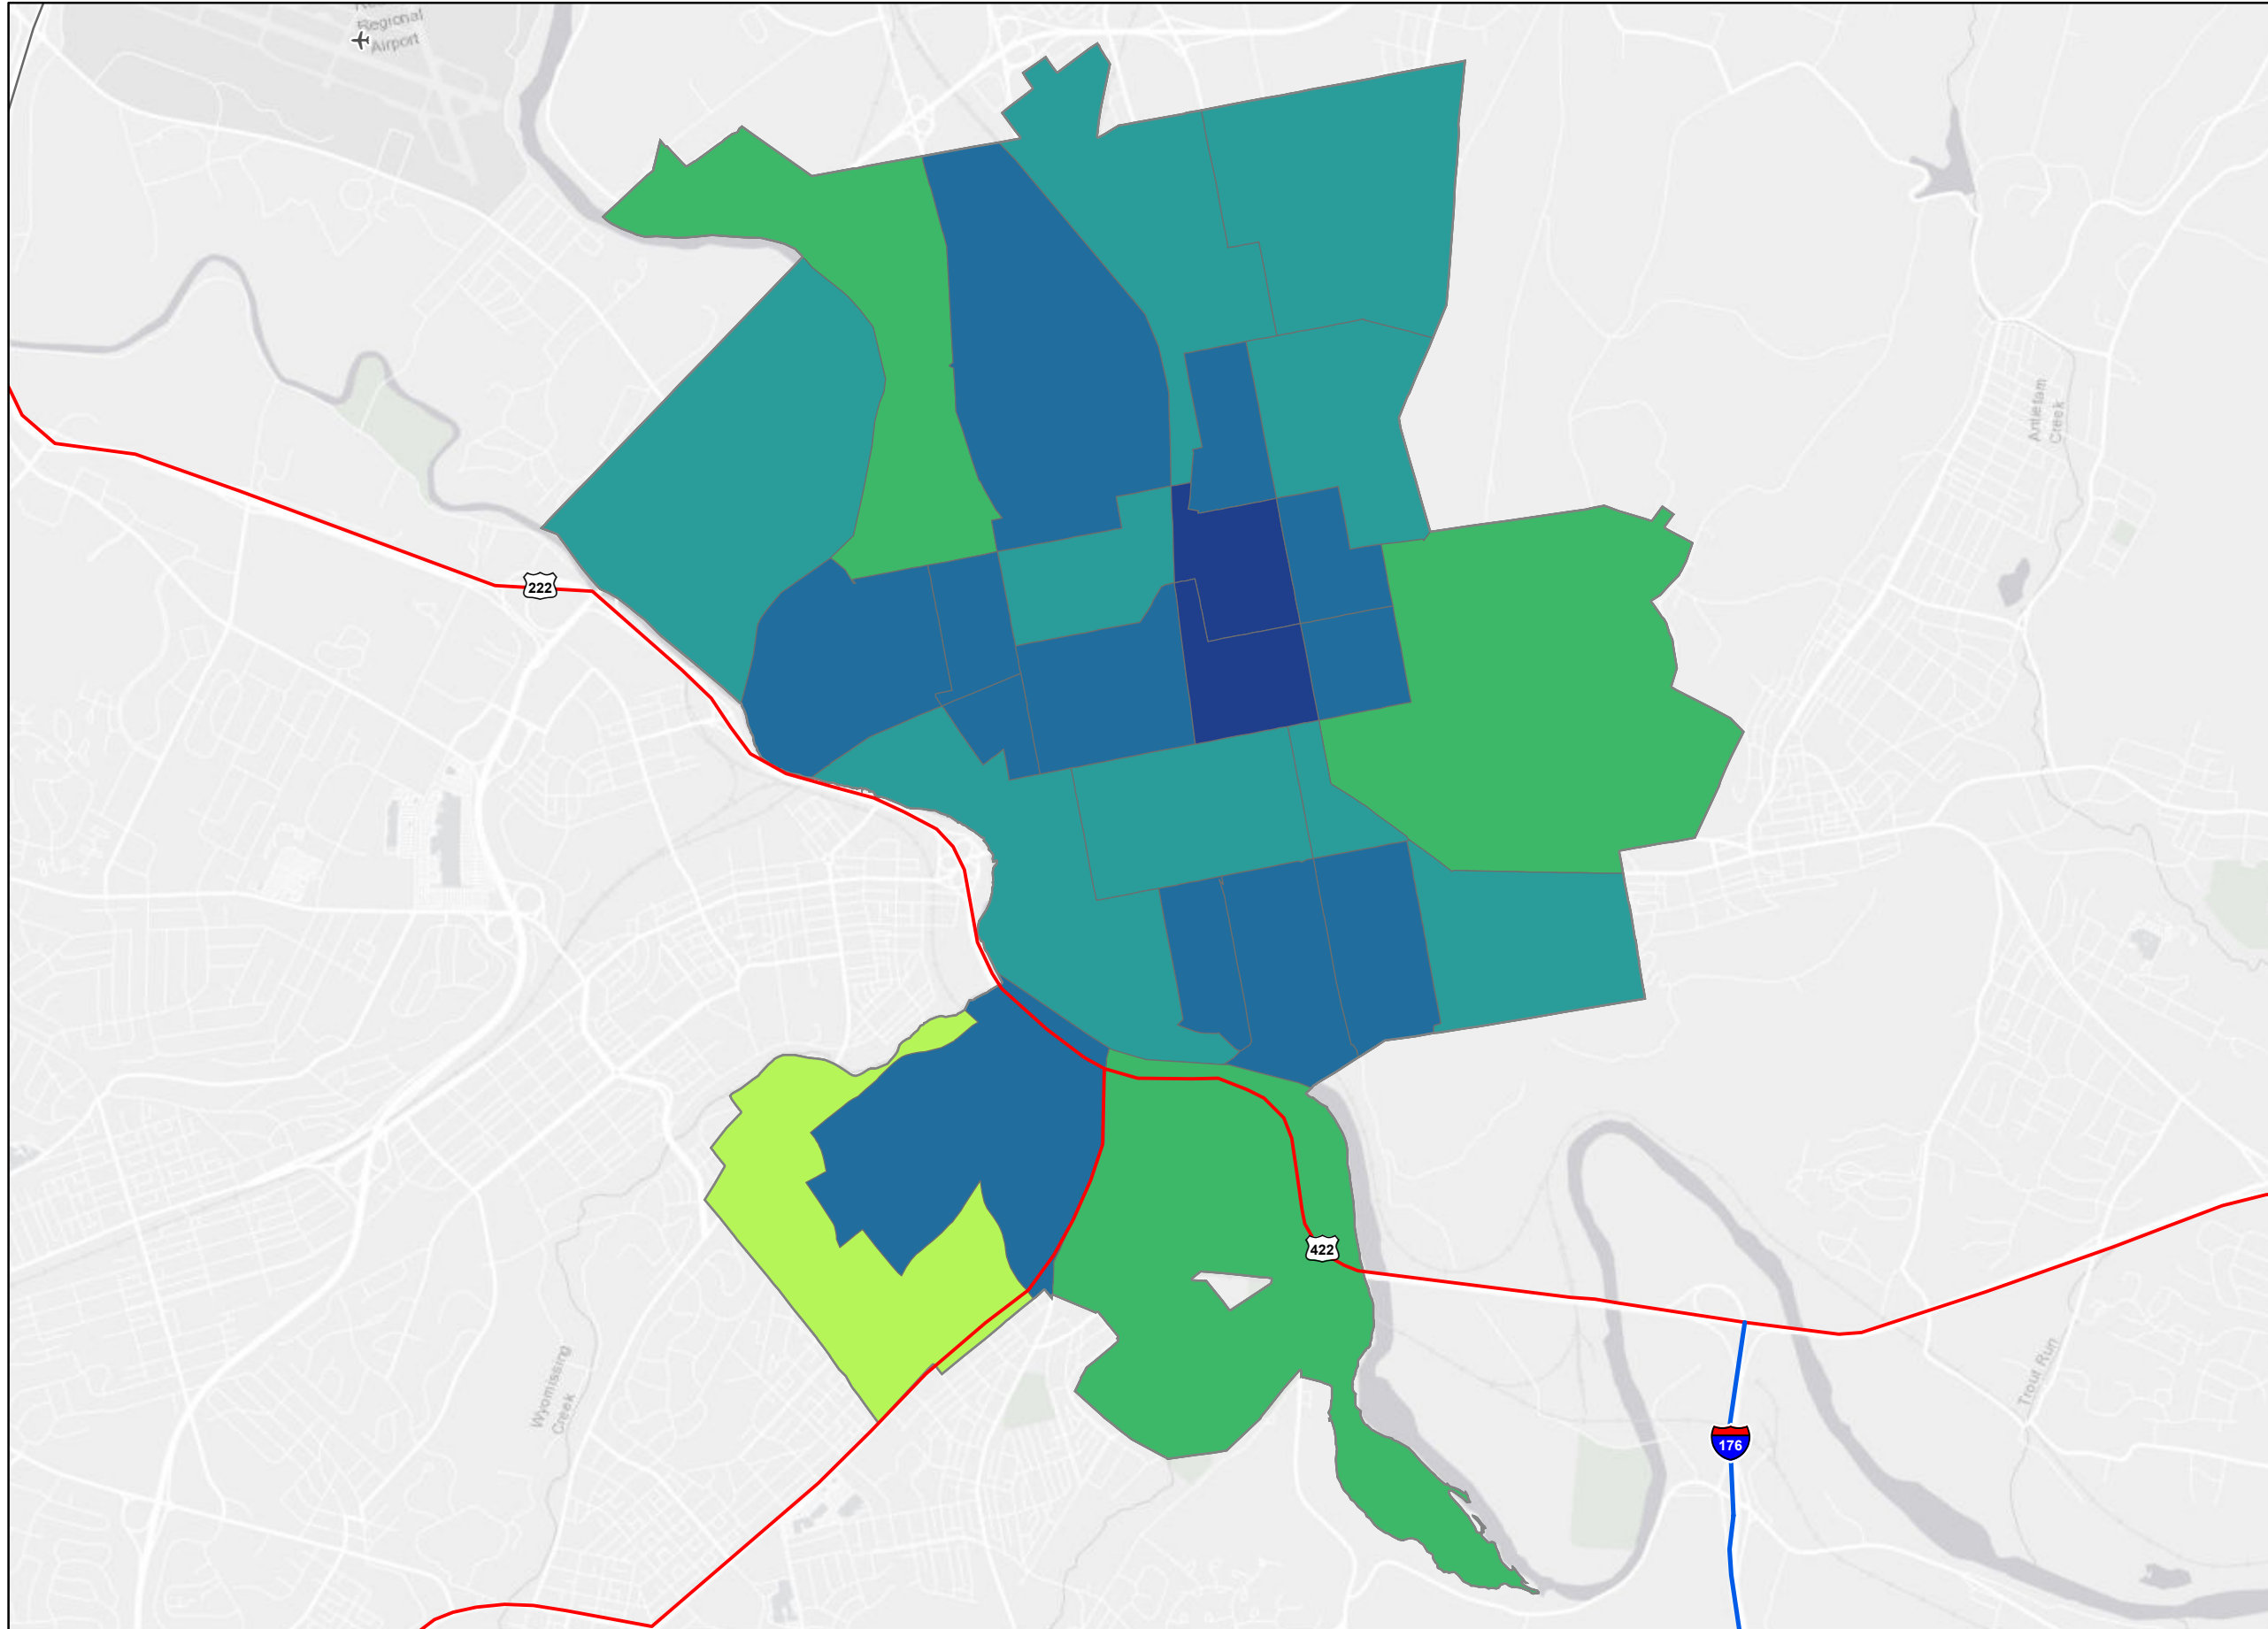 Regional
Airport
Antietam
Creek
222
422
Wyomissing
Creek
Trout Run
176